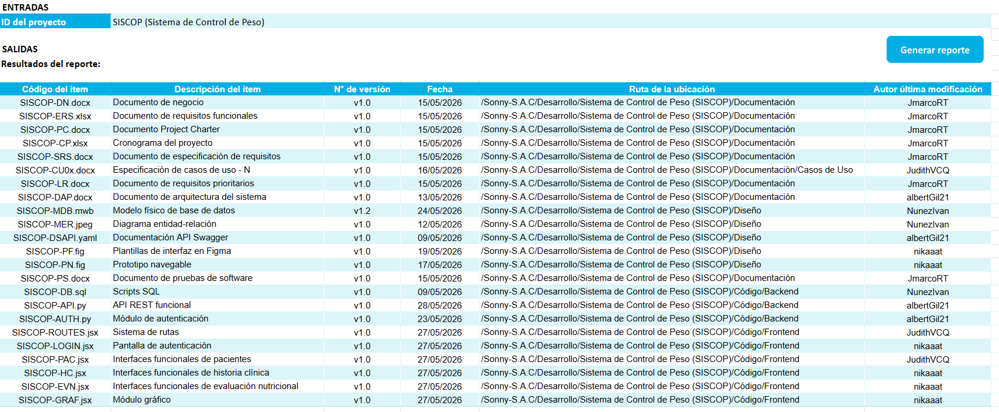 ENTRADAS
ID del proyecto SISCOP (Sistema de Control de Peso)
SALIDAS
Generar reporte
Resultados del reporte:
Código del ítem Descripción del ítem N° de versión Fecha Ruta de la ubicación Autor última modificación
SISCOP-DN.docx Documento de negocio v1.0 15/05/2026 /Sonny-S.A.C/Desarrollo/Sistema de Control de Peso (SISCOP)/Documentación JmarcoRT
SISCOP-ERS.xlsx Documento de requisitos funcionales v1.0 15/05/2026 /Sonny-S.A.C/Desarrollo/Sistema de Control de Peso (SISCOP)/Documentación JmarcoRT
SISCOP-PC.docx Documento Project Charter v1.0 15/05/2026 /Sonny-S.A.C/Desarrollo/Sistema de Control de Peso (SISCOP)/Documentación JmarcoRT
SISCOP-CP.xlsx Cronograma del proyecto v1.0 15/05/2026 /Sonny-S.A.C/Desarrollo/Sistema de Control de Peso (SISCOP)/Documentación JmarcoRT
SISCOP-SRS.docx Documento de especificación de requisitos v1.0 15/05/2026 /Sonny-S.A.C/Desarrollo/Sistema de Control de Peso (SISCOP)/Documentación JmarcoRT
SISCOP-CU0x.docx Especificación de casos de uso - N v1.0 16/05/2026 /Sonny-S.A.C/Desarrollo/Sistema de Control de Peso (SISCOP)/Documentación/Casos de Uso JudithVCQ
SISCOP-LR.docx Documento de requisitos prioritarios v1.0 15/05/2026 /Sonny-S.A.C/Desarrollo/Sistema de Control de Peso (SISCOP)/Documentación JmarcoRT
SISCOP-DAP.docx Documento de arquitectura del sistema v1.0 13/05/2026 /Sonny-S.A.C/Desarrollo/Sistema de Control de Peso (SISCOP)/Documentación albertGil21
SISCOP-MDB.mwb Modelo físico de base de datos v1.2 24/05/2026 /Sonny-S.A.C/Desarrollo/Sistema de Control de Peso (SISCOP)/Diseño NunezIvan
SISCOP-MER.jpeg Diagrama entidad-relación v1.0 12/05/2026 /Sonny-S.A.C/Desarrollo/Sistema de Control de Peso (SISCOP)/Diseño NunezIvan
SISCOP-DSAPI.yaml Documentación API Swagger v1.0 09/05/2026 /Sonny-S.A.C/Desarrollo/Sistema de Control de Peso (SISCOP)/Diseño albertGil21
SISCOP-PF.fig Plantillas de interfaz en Figma v1.0 19/05/2026 /Sonny-S.A.C/Desarrollo/Sistema de Control de Peso (SISCOP)/Diseño nikaaat
SISCOP-PN.fig Prototipo navegable v1.0 17/05/2026 /Sonny-S.A.C/Desarrollo/Sistema de Control de Peso (SISCOP)/Diseño nikaaat
SISCOP-PS.docx Documento de pruebas de software v1.0 15/05/2026 /Sonny-S.A.C/Desarrollo/Sistema de Control de Peso (SISCOP)/Documentación JmarcoRT
SISCOP-DB.sql Scripts SQL v1.0 09/05/2026 /Sonny-S.A.C/Desarrollo/Sistema de Control de Peso (SISCOP)/Código/Backend NunezIvan
SISCOP-API.py API REST funcional v1.0 28/05/2026 /Sonny-S.A.C/Desarrollo/Sistema de Control de Peso (SISCOP)/Código/Backend albertGil21
SISCOP-AUTH.py Módulo de autenticación v1.0 23/05/2026 /Sonny-S.A.C/Desarrollo/Sistema de Control de Peso (SISCOP)/Código/Backend albertGil21
SISCOP-ROUTES.jsx Sistema de rutas v1.0 27/05/2026 /Sonny-S.A.C/Desarrollo/Sistema de Control de Peso (SISCOP)/Código/Frontend JudithVCQ
SISCOP-LOGIN.jsx Pantalla de autenticación v1.0 27/05/2026 /Sonny-S.A.C/Desarrollo/Sistema de Control de Peso (SISCOP)/Código/Frontend nikaaat
SISCOP-PAC.jsx Interfaces funcionales de pacientes v1.0 27/05/2026 /Sonny-S.A.C/Desarrollo/Sistema de Control de Peso (SISCOP)/Código/Frontend JudithVCQ
SISCOP-HC.jsx Interfaces funcionales de historia clínica v1.0 27/05/2026 /Sonny-S.A.C/Desarrollo/Sistema de Control de Peso (SISCOP)/Código/Frontend nikaaat
SISCOP-EVN.jsx Interfaces funcionales de evaluación nutricional v1.0 27/05/2026 /Sonny-S.A.C/Desarrollo/Sistema de Control de Peso (SISCOP)/Código/Frontend nikaaat
SISCOP-GRAF.jsx Módulo gráfico v1.0 27/05/2026 /Sonny-S.A.C/Desarrollo/Sistema de Control de Peso (SISCOP)/Código/Frontend nikaaat